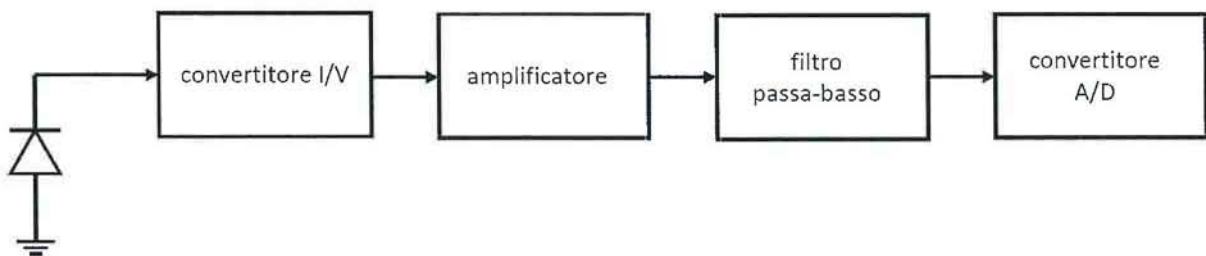 convertitore I/V
amplificatore
filtro
passa-basso
convertitore
A/D